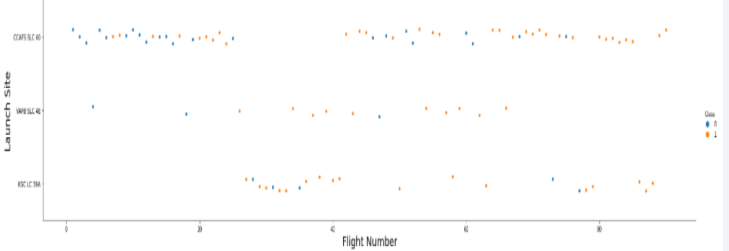 CCAFS SLC 40
Launch Site
VAFB SLC 4E
KSC LC 39A
Class
0
1
0
20
40
60
80
Flight Number